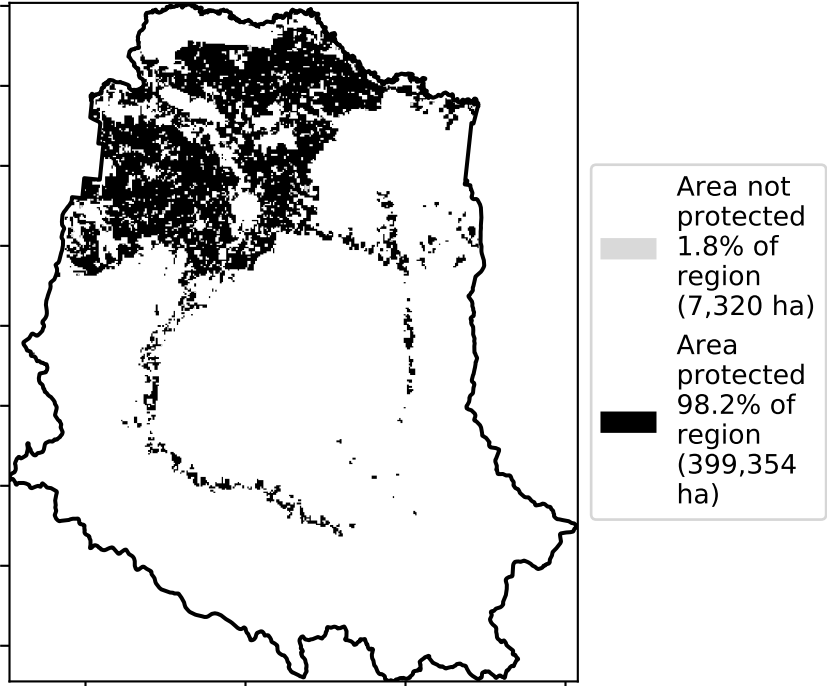 Area not
protected
1.8% of
region
(7,320 ha)
Area
protected
98.2% of
region
(399,354
ha)